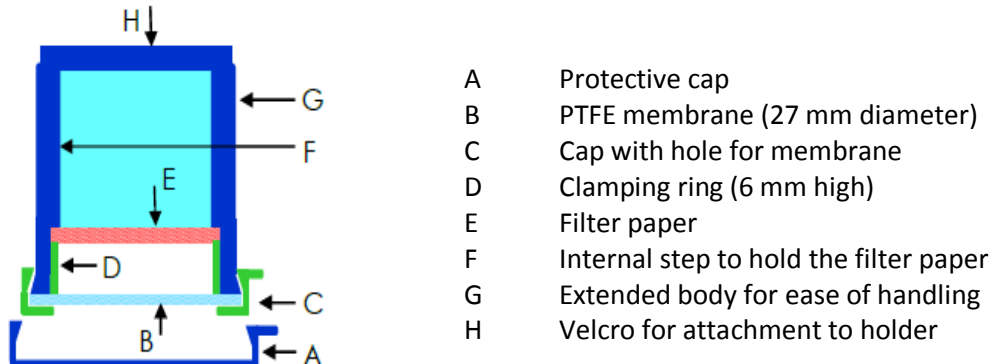 H
G
F
E
D
C
B
A
A Protective cap
B PTFE membrane (27 mm diameter)
C Cap with hole for membrane
D Clamping ring (6 mm high)
E Filter paper
F Internal step to hold the filter paper
G Extended body for ease of handling
H Velcro for attachment to holder